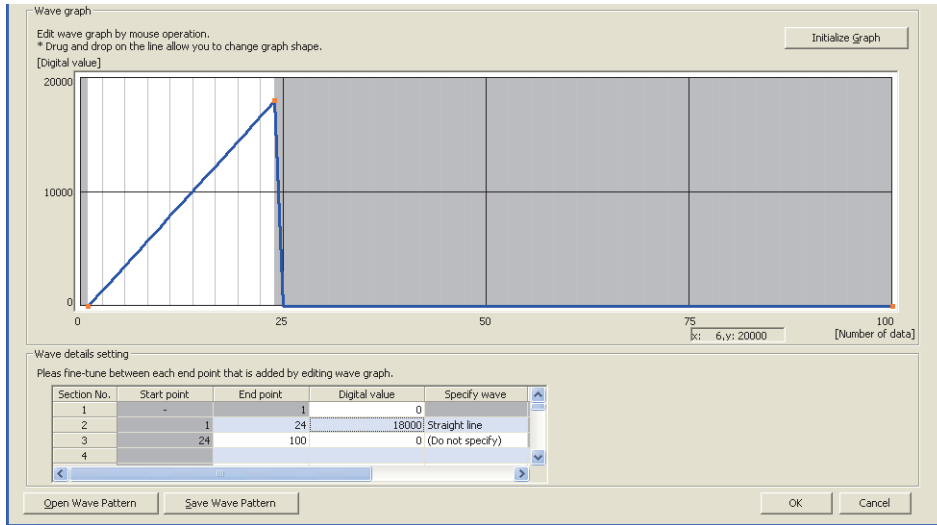 Wave graph
Edit wave graph by mouse operation.
* Drug and drop on the line allow you to change graph shape.
Initialize Graph
[Digital value]
20000
10000
0
0 25 50 75 100
x: 6,y: 20000
[Number of data]
Wave details setting
Pleas fine-tune between each end point that is added by editing wave graph.
Section No. Start point End point Digital value Specify wave
1 - 1 0
2 1 24 18000 Straight line
3 24 100 0 (Do not specify)
4
Open Wave Pattern Save Wave Pattern OK Cancel